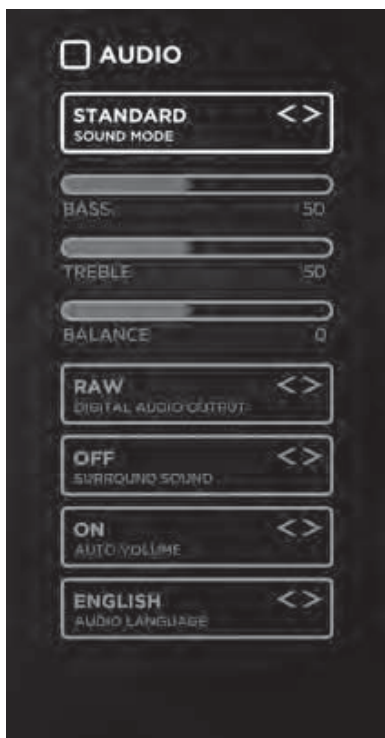 AUDIO
STANDARD < >
SOUND MODE
BASS 50
TREBLE 50
BALANCE 0
RAW < >
DIGITAL AUDIO OUTPUT
OFF < >
SURROUND SOUND
ON < >
AUTO VOLUME
ENGLISH < >
AUDIO LANGUAGE